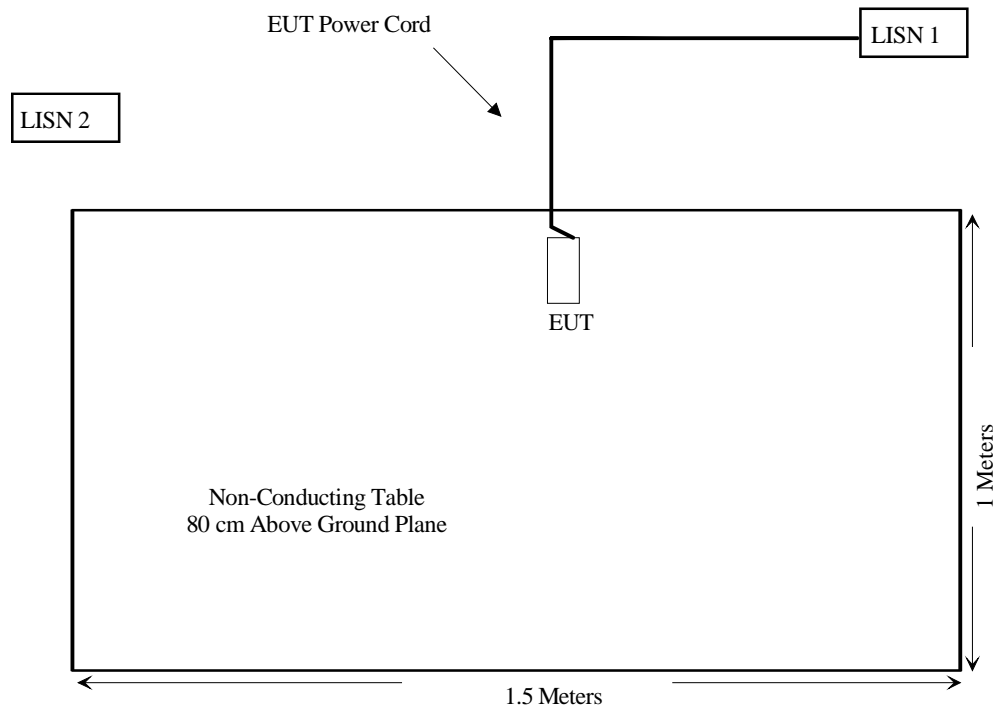 EUT Power Cord
LISN 1
LISN 2
EUT
Non-Conducting Table
80 cm Above Ground Plane
1 Meters
1.5 Meters